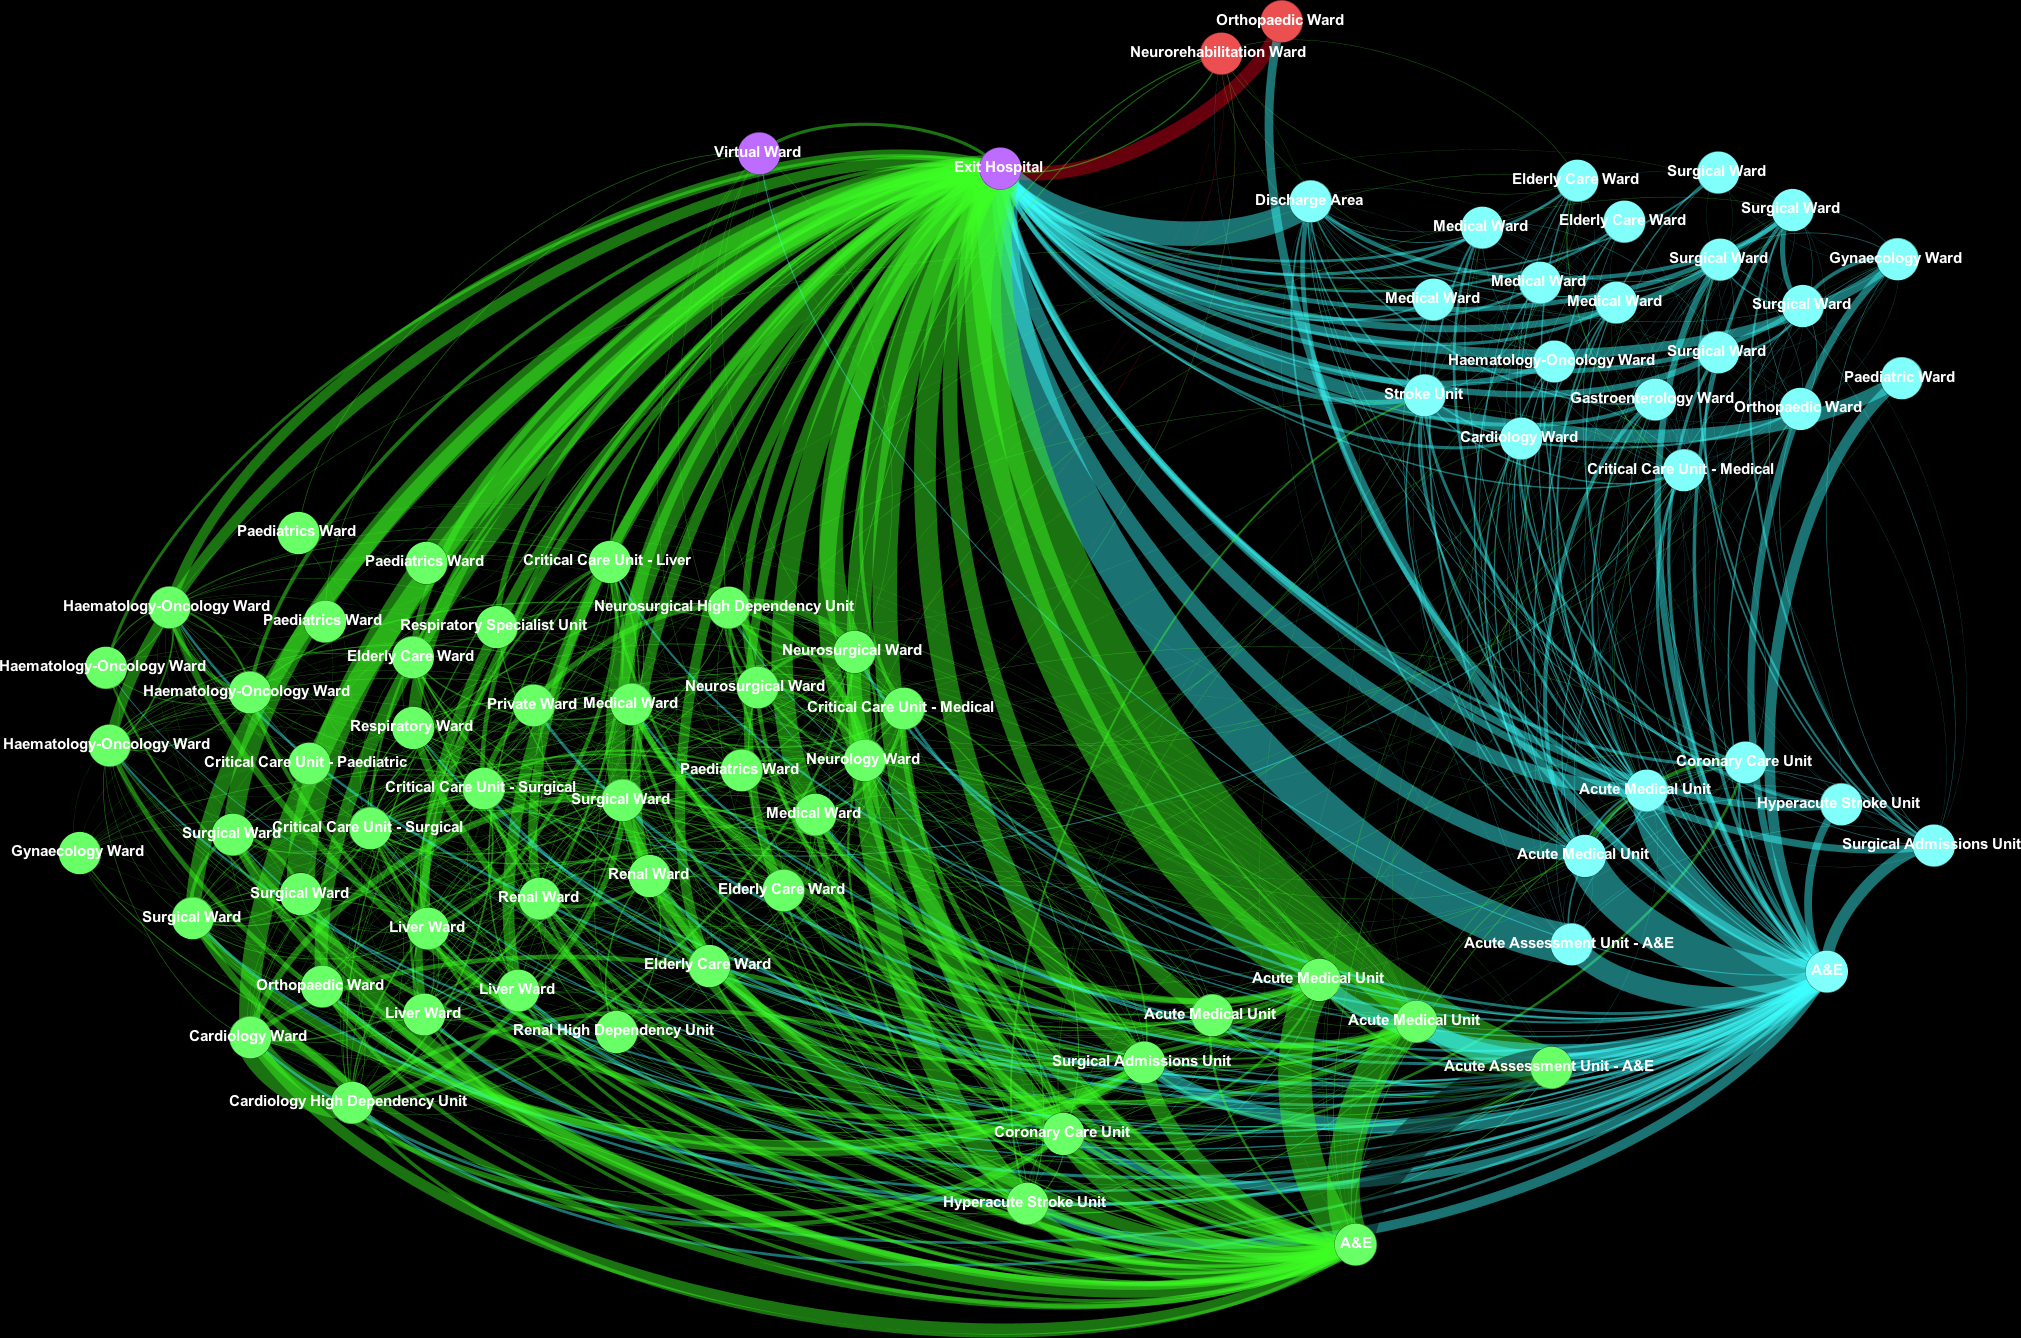 Orthopaedic Ward
Neurorehabilitation Ward
Virtual Ward
Exit Hospital
Discharge Area
Elderly Care Ward
Surgical Ward
Medical Ward
Elderly Care Ward
Surgical Ward
Surgical Ward
Gynaecology Ward
Medical Ward
Medical Ward
Medical Ward
Surgical Ward
Haematology-Oncology Ward
Surgical Ward
Stroke Unit
Gastroenterology Ward
Orthopaedic Ward
Paediatric Ward
Cardiology Ward
Critical Care Unit - Medical
Paediatrics Ward
Paediatrics Ward
Critical Care Unit - Liver
Haematology-Oncology Ward
Paediatrics Ward
Respiratory Specialist Unit
Neurosurgical High Dependency Unit
Haematology-Oncology Ward
Elderly Care Ward
Neurosurgical Ward
Haematology-Oncology Ward
Neurosurgical Ward
Private Ward
Medical Ward
Critical Care Unit - Medical
Haematology-Oncology Ward
Respiratory Ward
Critical Care Unit - Paediatric
Paediatrics Ward
Neurology Ward
Critical Care Unit - Surgical
Surgical Ward
Medical Ward
Surgical Ward
Critical Care Unit - Surgical
Gynaecology Ward
Surgical Ward
Renal Ward
Renal Ward
Elderly Care Ward
Surgical Ward
Liver Ward
Elderly Care Ward
Orthopaedic Ward
Liver Ward
Liver Ward
Cardiology Ward
Renal High Dependency Unit
Cardiology High Dependency Unit
Coronary Care Unit
Acute Medical Unit
Hyperacute Stroke Unit
Surgical Admissions Unit
Acute Medical Unit
Acute Assessment Unit - A&E
A&E
Acute Medical Unit
Acute Medical Unit
Acute Medical Unit
Surgical Admissions Unit
Acute Assessment Unit - A&E
Coronary Care Unit
Hyperacute Stroke Unit
A&E